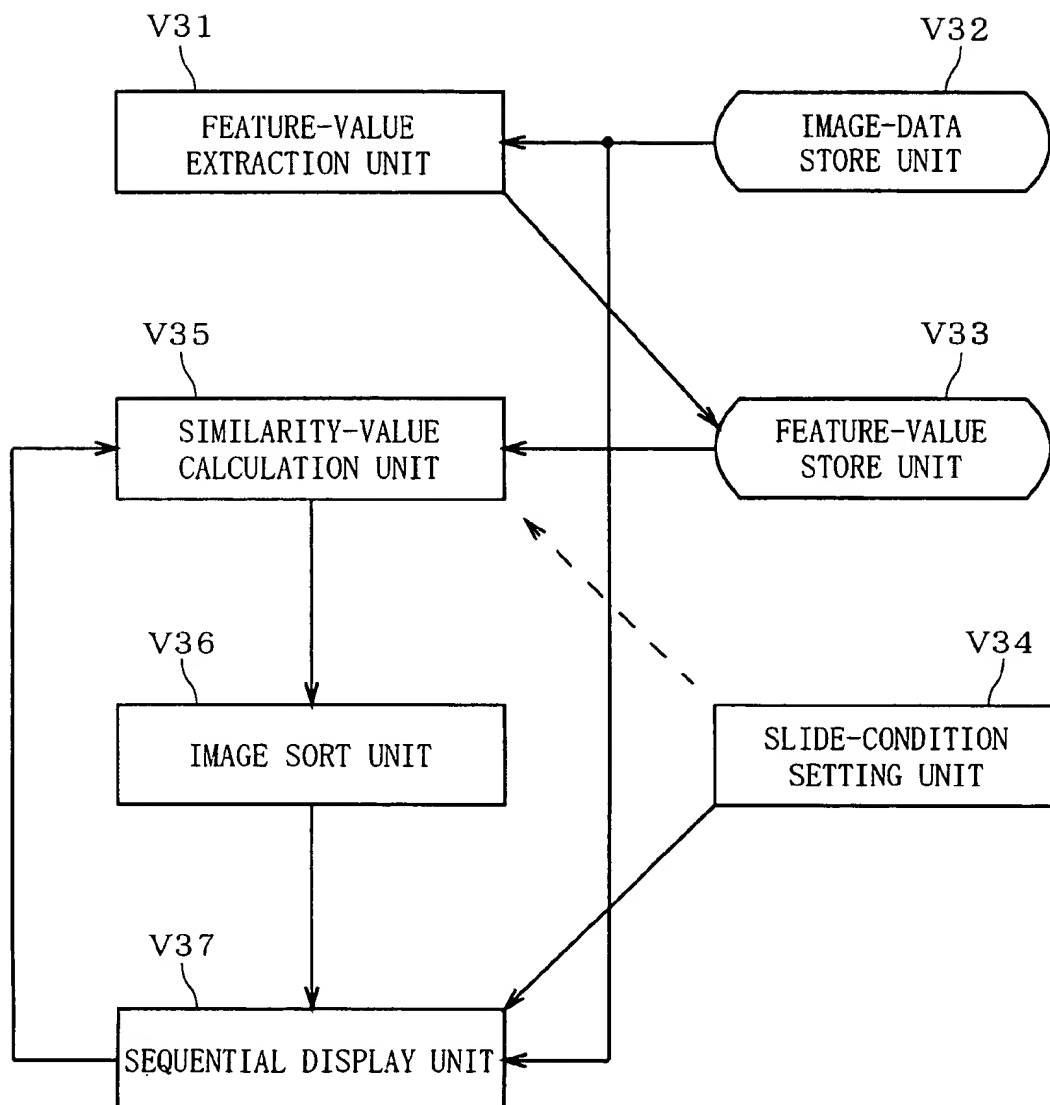 V31
V32
FEATURE-VALUE
EXTRACTION UNIT
IMAGE-DATA
STORE UNIT
V35
V33
SIMILARITY-VALUE
CALCULATION UNIT
FEATURE-VALUE
STORE UNIT
V36
V34
IMAGE SORT UNIT
SLIDE-CONDITION
SETTING UNIT
V37
SEQUENTIAL DISPLAY UNIT